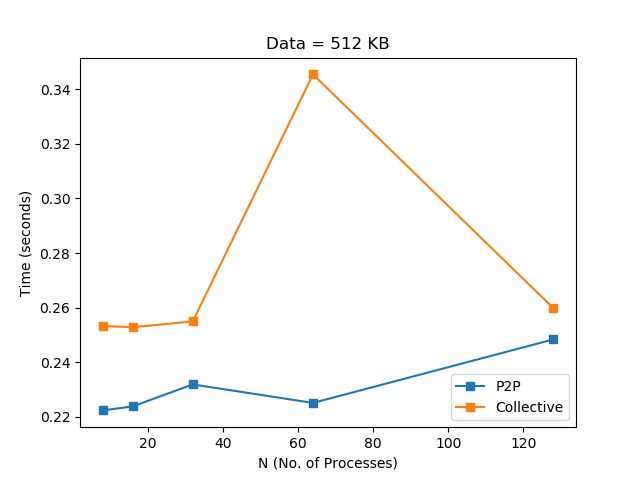 Data = 512 KB
Time (seconds)
0.34
0.32
0.30
0.28
0.26
0.24
0.22
20 40 60 80 100 120
N (No. of Processes)
P2P
Collective